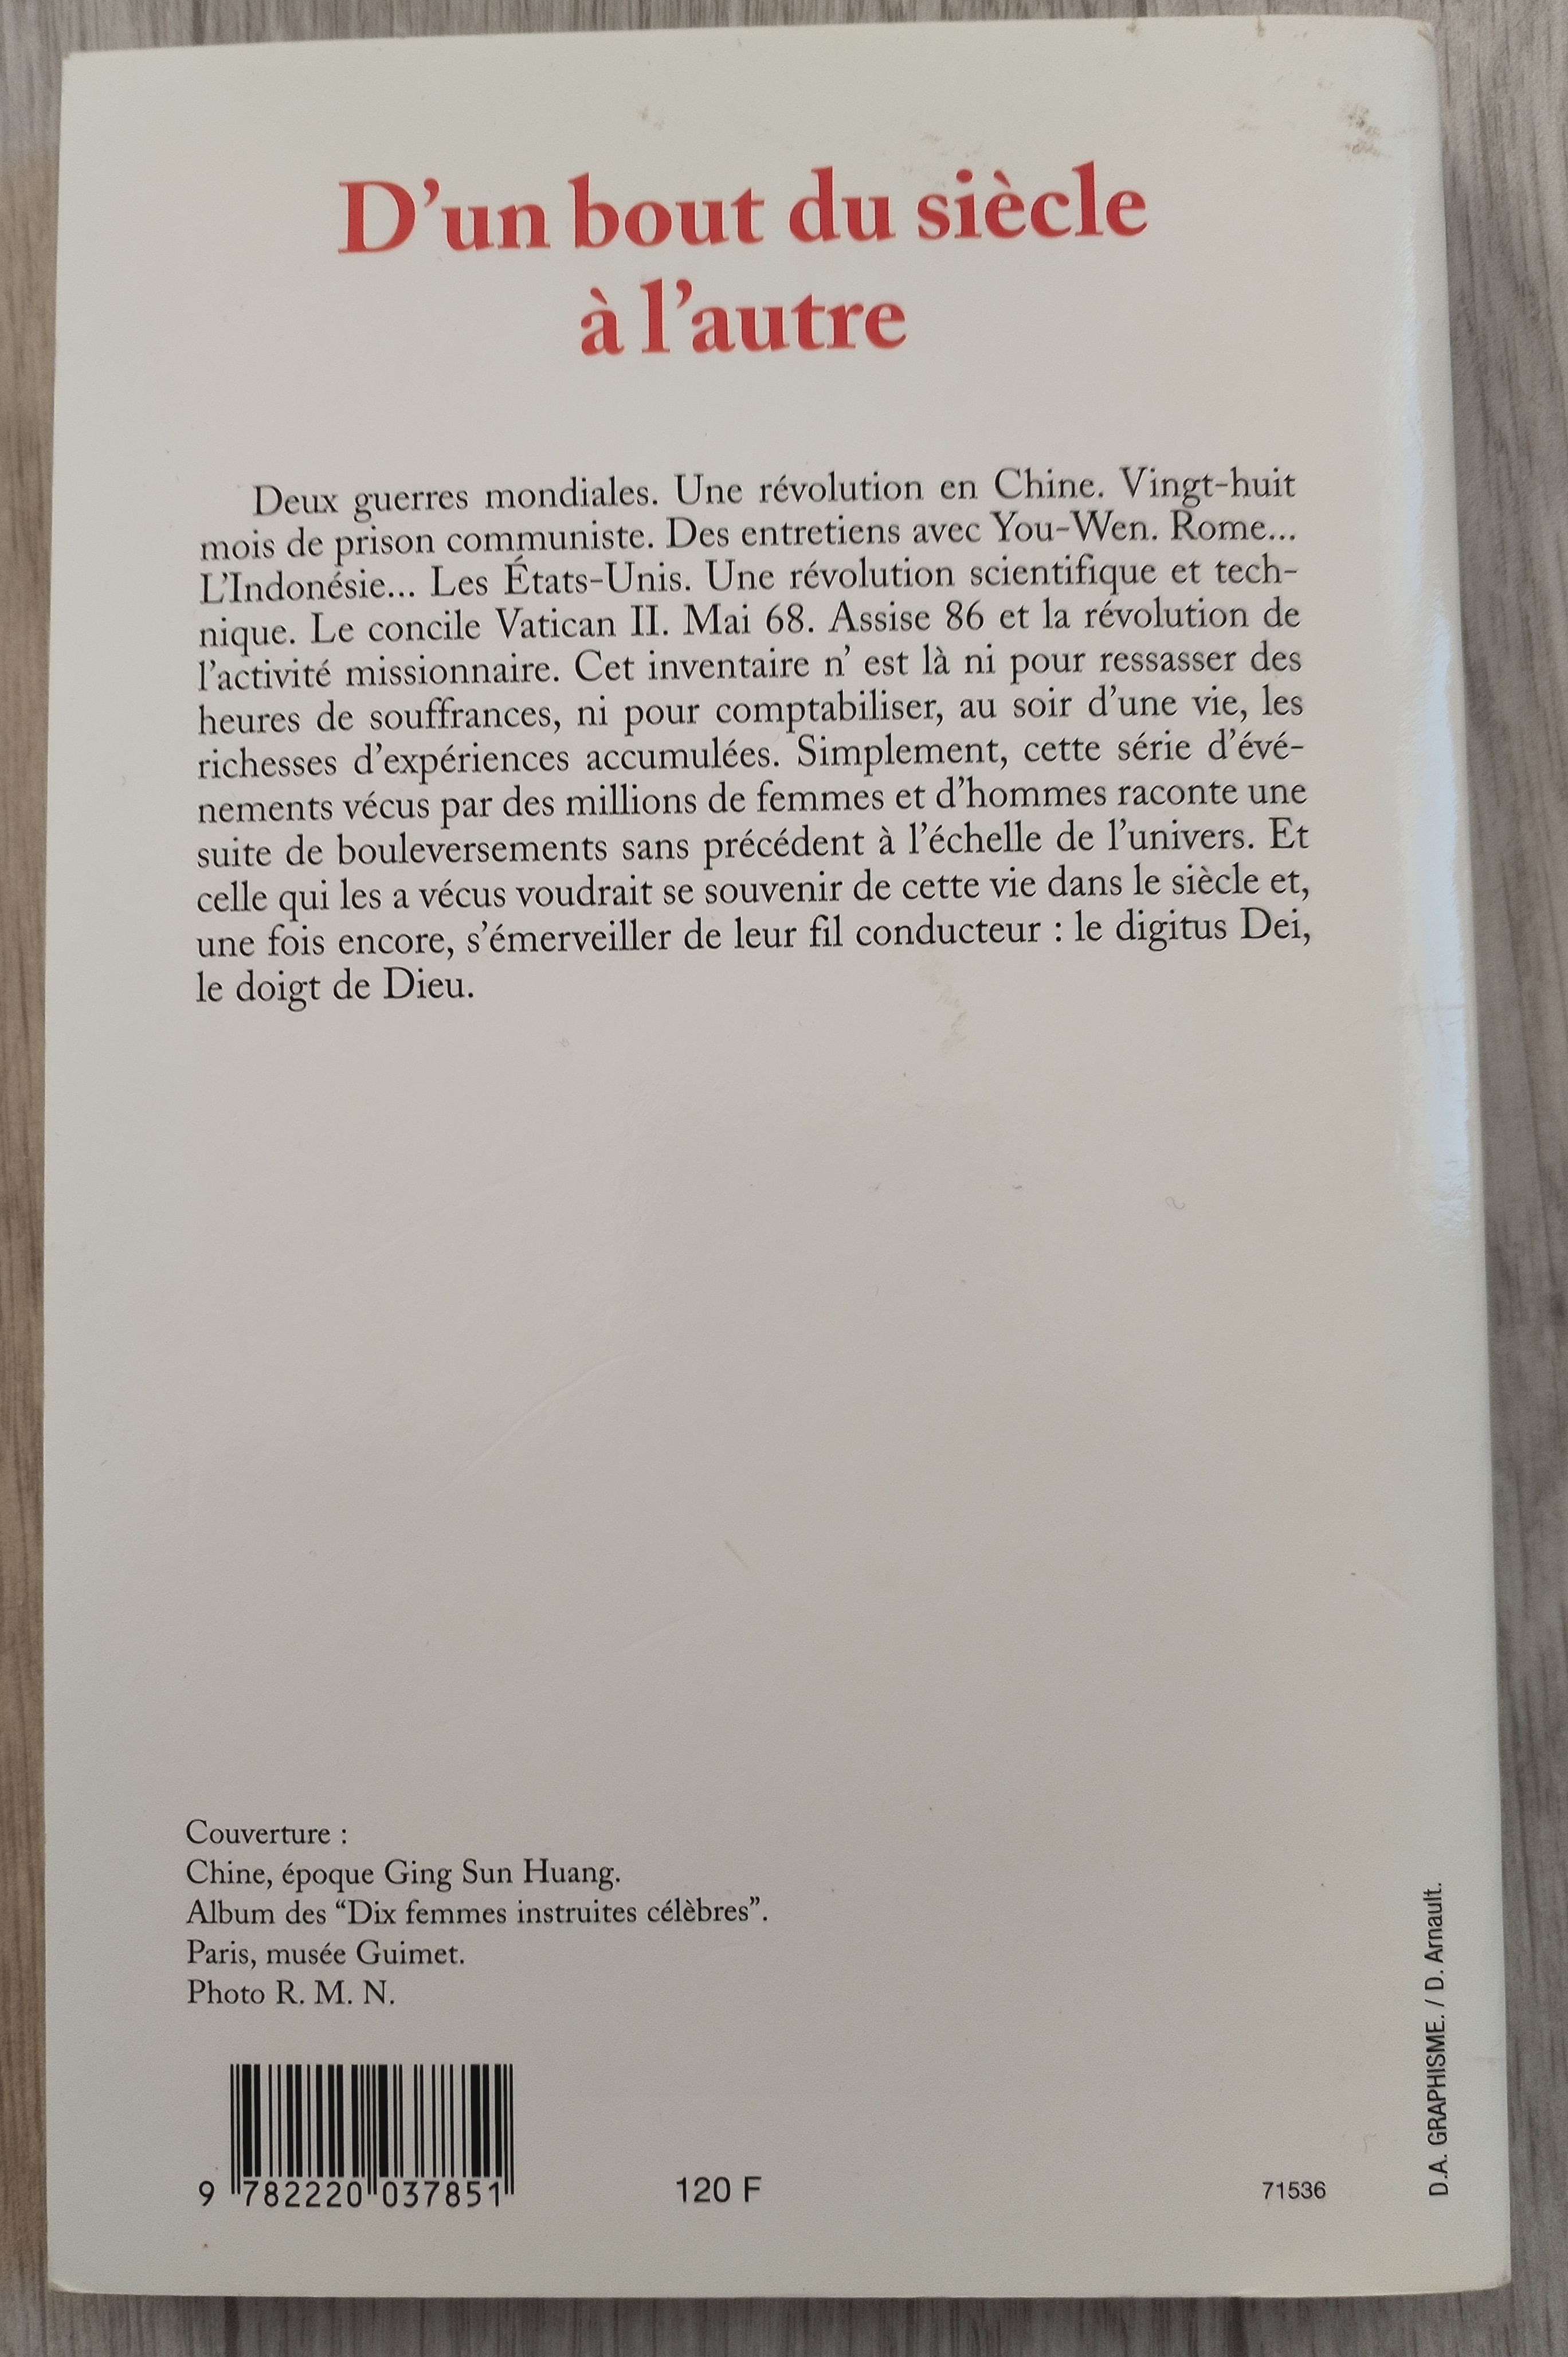 D'un bout du siècle
à l'autre
Deux guerres mondiales. Une révolution en Chine. Vingt-huit
mois de prison communiste. Des entretiens avec You-Wen. Rome...
L'Indonésie... Les États-Unis. Une révolution scientifique et tech-
nique. Le concile Vatican II. Mai 68. Assise 86 et la révolution de
l'activité missionnaire. Cet inventaire n' est là ni pour ressasser des
heures de souffrances, ni pour comptabiliser, au soir d'une vie, les
richesses d'expériences accumulées. Simplement, cette série d'évé-
nements vécus par des millions de femmes et d'hommes raconte une
suite de bouleversements sans précédent à l'échelle de l'univers. Et
celle qui les a vécus voudrait se souvenir de cette vie dans le siècle et,
une fois encore, s'émerveiller de leur fil conducteur : le digitus Dei,
le doigt de Dieu.
Couverture :
Chine, époque Ging Sun Huang.
Album des “Dix femmes instruites célèbres”.
Paris, musée Guimet.
Photo R. M. N.
9 782220 037851
120 F
71536
D.A. GRAPHISME. / D. Arnault.